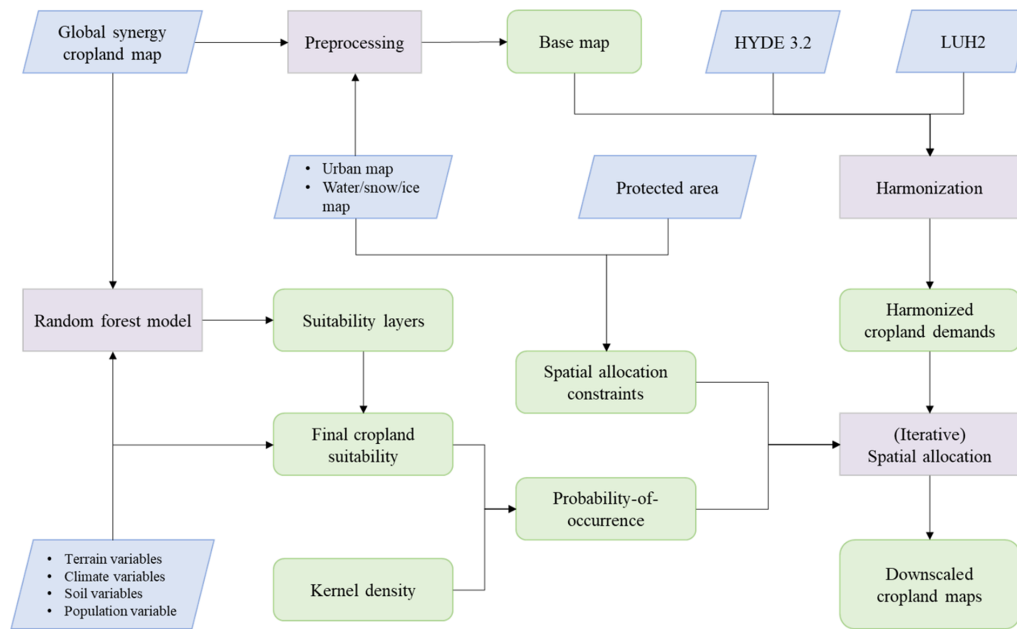 Global synergy
cropland map
Preprocessing
Base map
HYDE 3.2
LUH2
• Urban map
• Water/snow/ice
map
Protected area
Harmonization
Random forest model
Suitability layers
Harmonized
cropland demands
Spatial allocation
constraints
Final cropland
suitability
(Iterative)
Spatial allocation
Probability-of-
occurrence
• Terrain variables
• Climate variables
• Soil variables
• Population variable
Kernel density
Downscaled
cropland maps